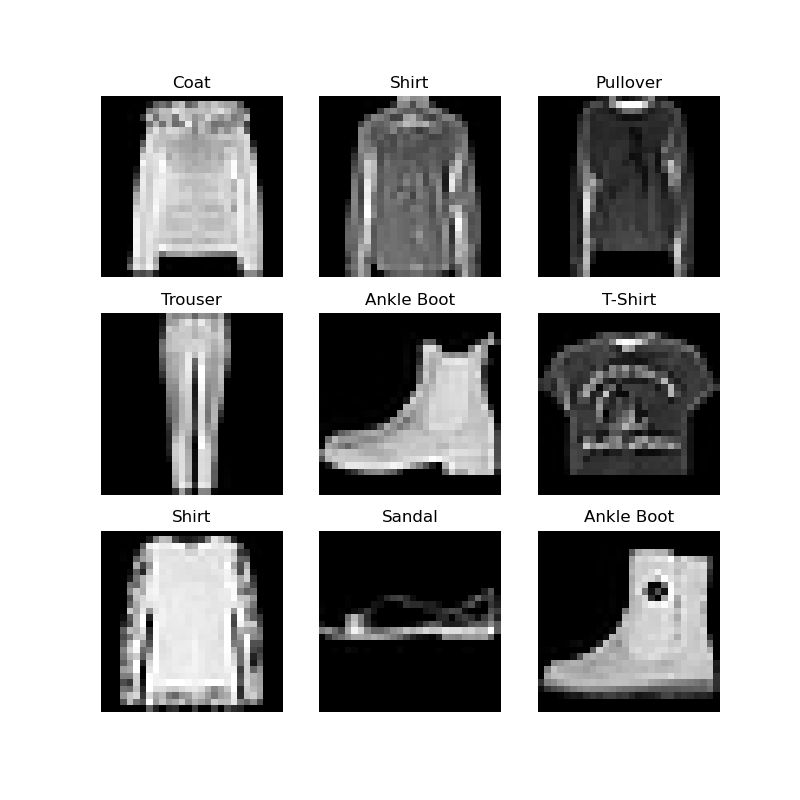 Coat
Shirt
Pullover
Trouser
Ankle Boot
T-Shirt
Shirt
Sandal
Ankle Boot